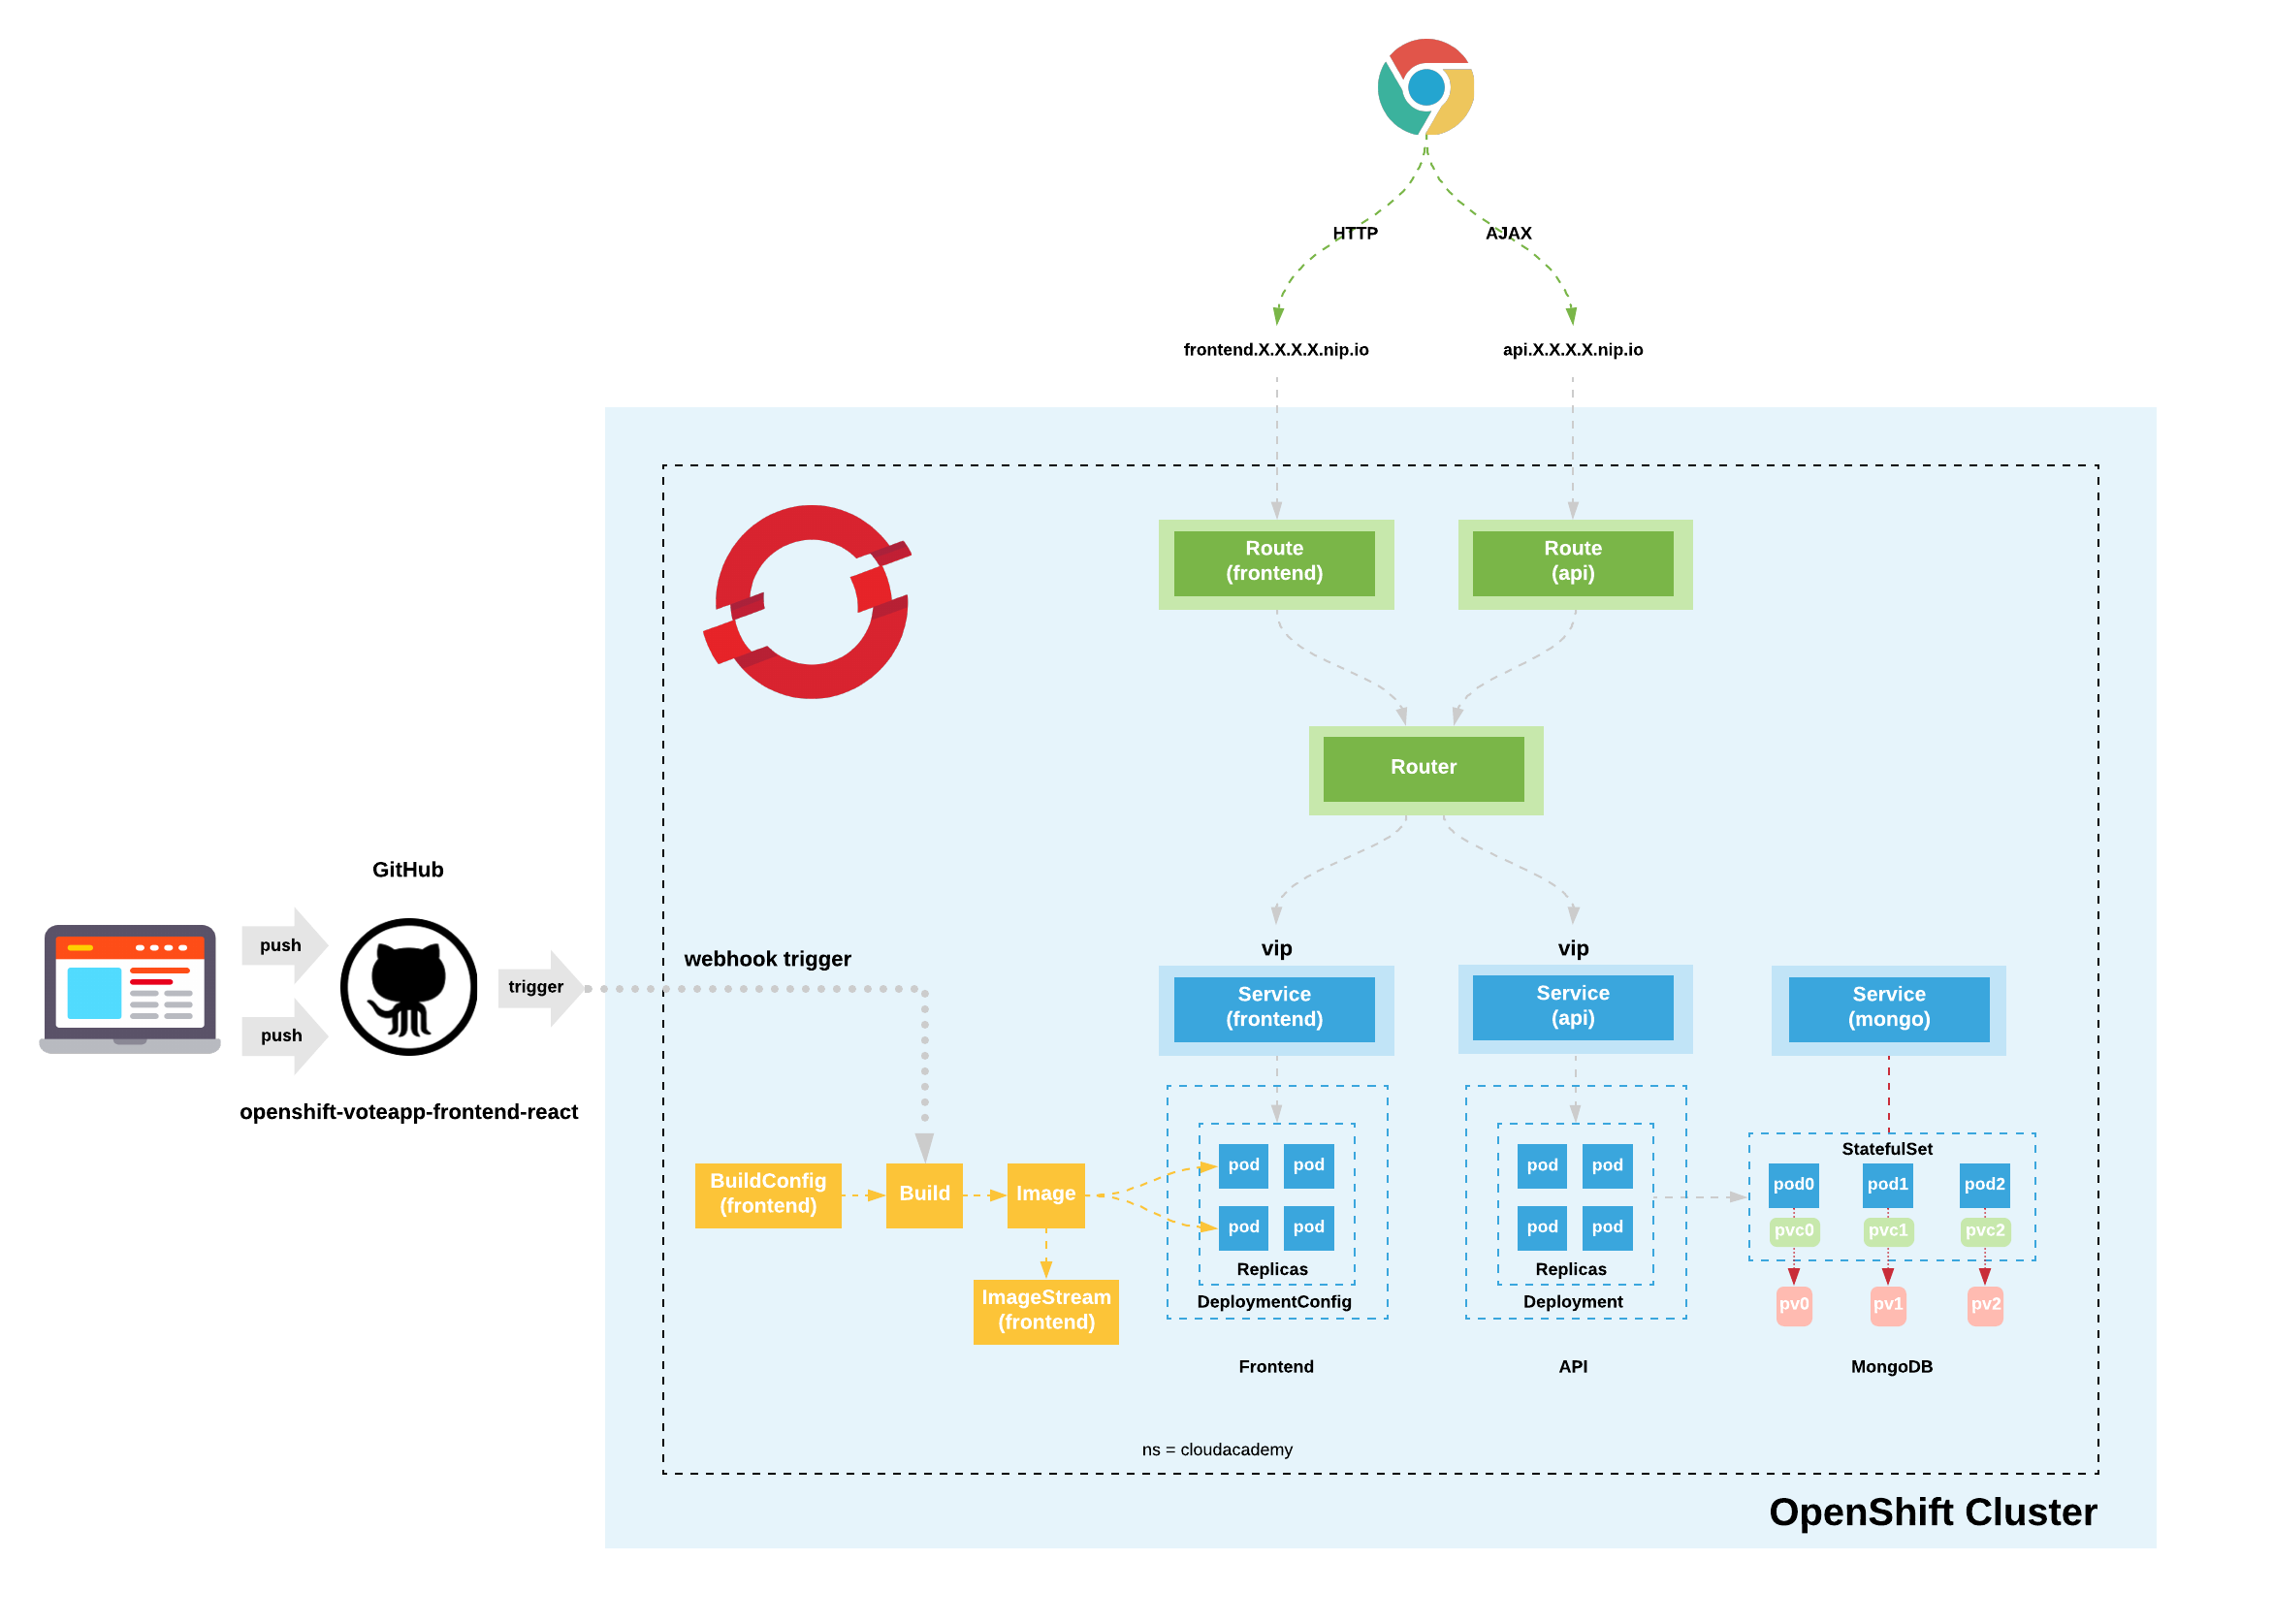 HTTP
AJAX
frontend.X.X.X.X.nip.io
api.X.X.X.X.nip.io
Route
(frontend)
Route
(api)
Router
GitHub
push
push
trigger
openshift-voteapp-frontend-react
webhook trigger
vip
vip
Service
(frontend)
Service
(api)
Service
(mongo)
BuildConfig
(frontend)
Build
Image
ImageStream
(frontend)
pod
pod
pod
pod
Replicas
DeploymentConfig
Frontend
pod
pod
pod
pod
Replicas
Deployment
API
StatefulSet
pod0
pod1
pod2
pvc0
pvc1
pvc2
pv0
pv1
pv2
MongoDB
ns = cloudacademy
OpenShift Cluster